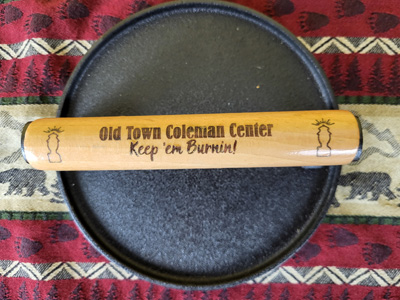 Old Town Coleman Center
Keep 'em Burnin!